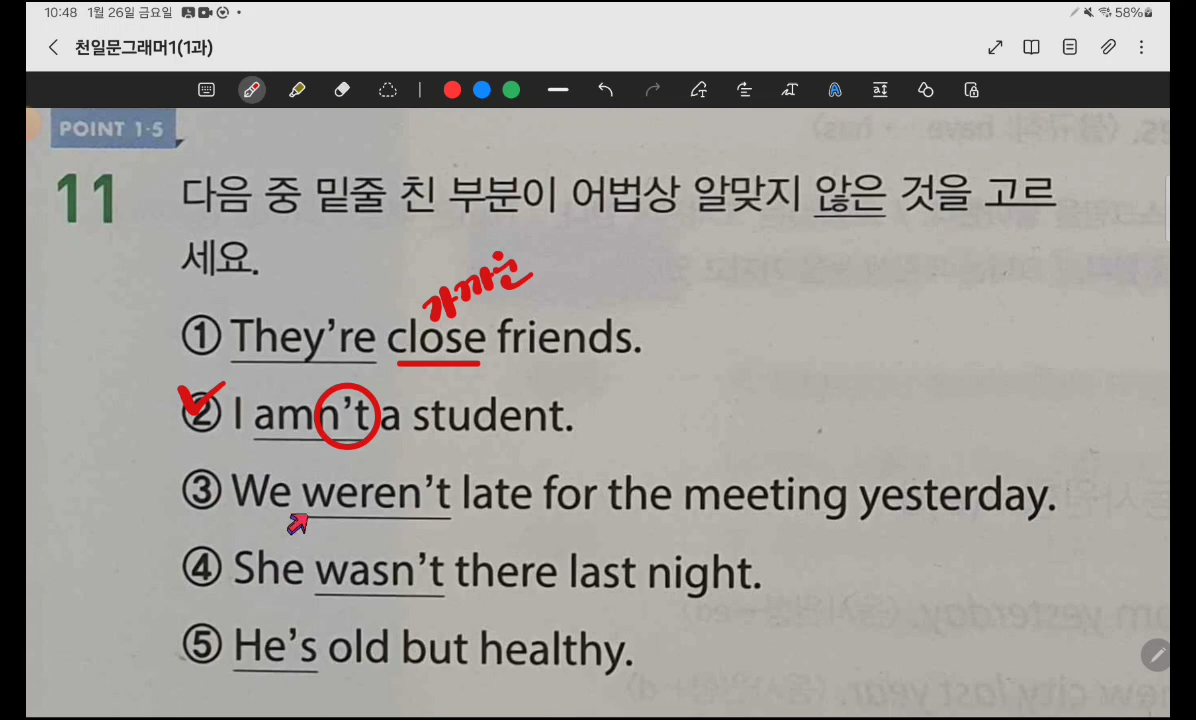 10:48 1월 26일 금요일
58%
천일문그래머1(1과)
POINT 1-5
11 다음 중 밑줄 친 부분이 어법상 알맞지 않은 것을 고르
세요.
가까운
① They're close friends.
② I amn't a student.
③ We weren't late for the meeting yesterday.
④ She wasn't there last night.
⑤ He's old but healthy.